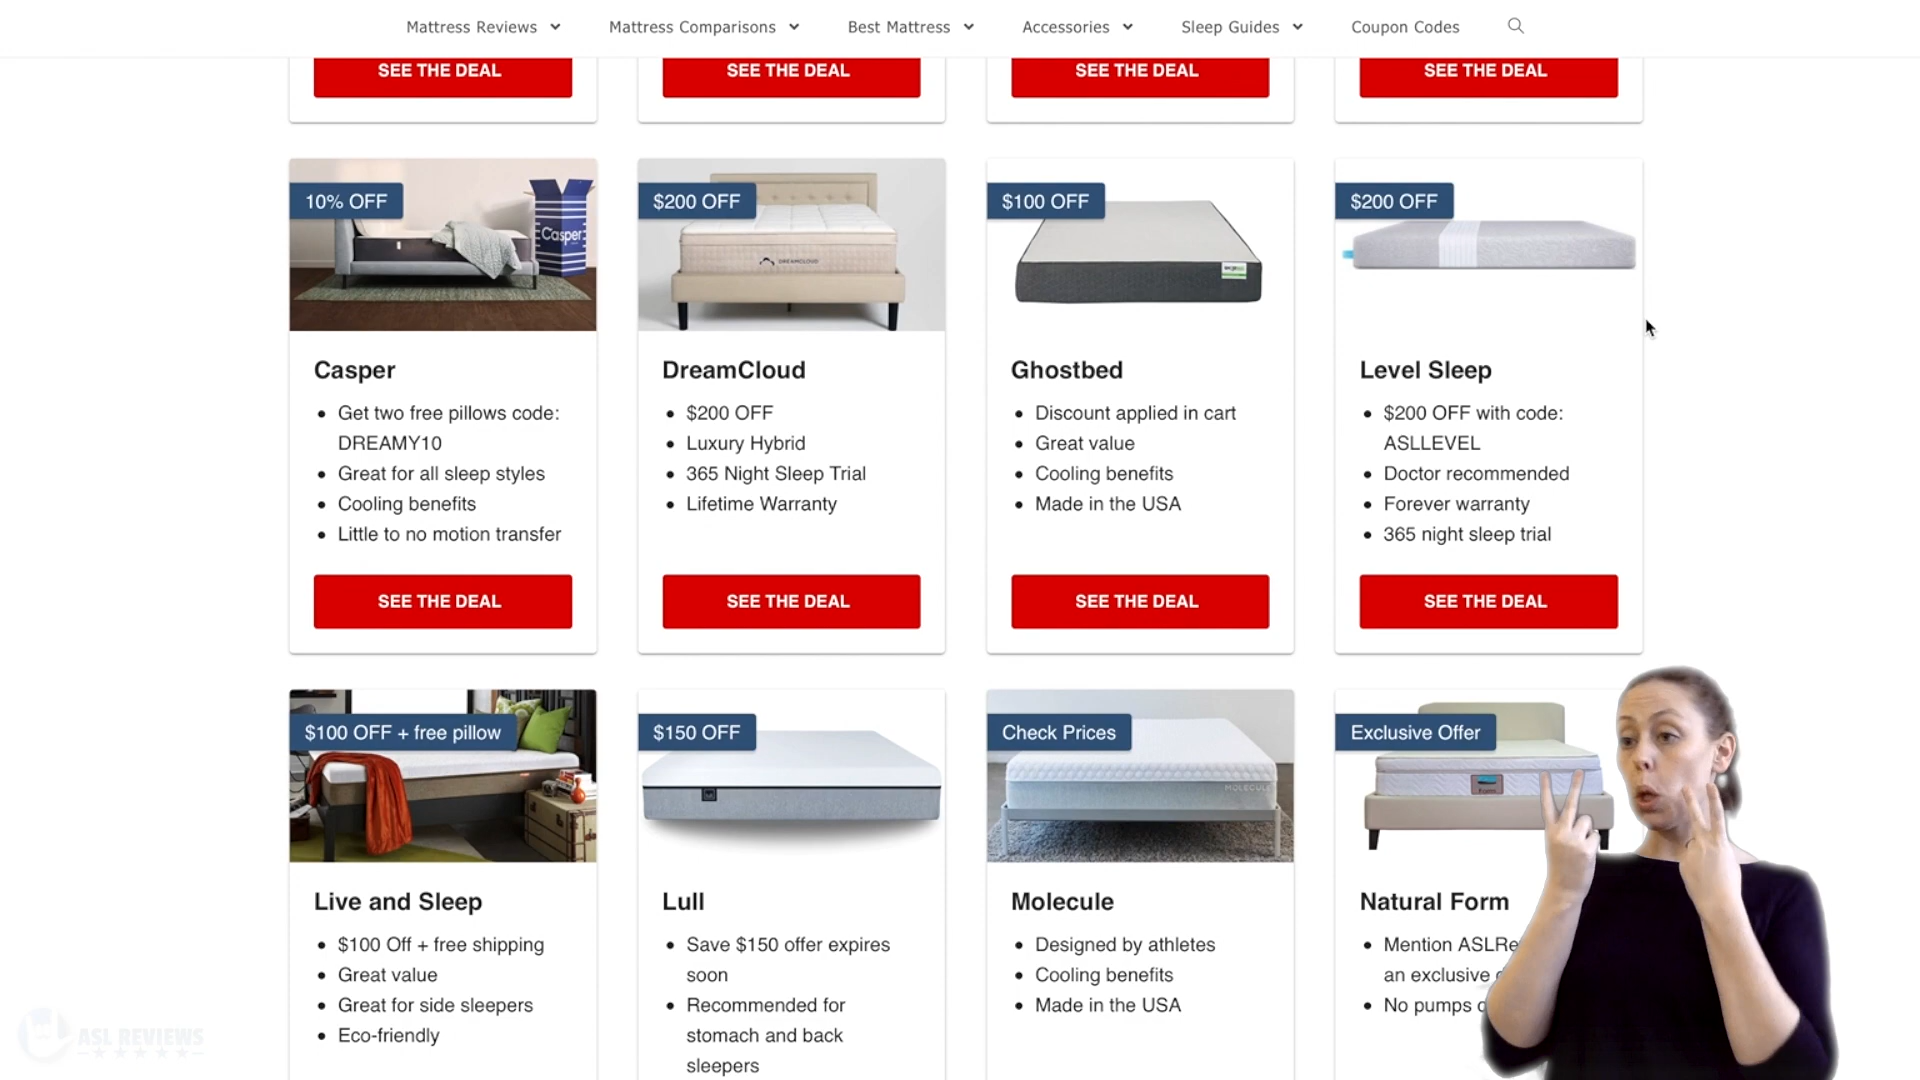 Mattress Reviews
Mattress Comparisons
Best Mattress
Accessories
Sleep Guides
Coupon Codes
SEE THE DEAL
SEE THE DEAL
SEE THE DEAL
SEE THE DEAL
10% OFF
Casper
Casper
Get two free pillows code:
DREAMY10
Great for all sleep styles
Cooling benefits
Little to no motion transfer
SEE THE DEAL
$200 OFF
DREAMCLOUD
DreamCloud
$200 OFF
Luxury Hybrid
365 Night Sleep Trial
Lifetime Warranty
SEE THE DEAL
$100 OFF
Ghostbed
Discount applied in cart
Great value
Cooling benefits
Made in the USA
SEE THE DEAL
$200 OFF
Level Sleep
$200 OFF with code:
ASLLEVEL
Doctor recommended
Forever warranty
365 night sleep trial
SEE THE DEAL
$100 OFF + free pillow
Live and Sleep
$100 Off + free shipping
Great value
Great for side sleepers
Eco-friendly
$150 OFF
Lull
Save $150 offer expires
soon
Recommended for
stomach and back
sleepers
Check Prices
MOLECULE
Molecule
Designed by athletes
Cooling benefits
Made in the USA
Exclusive Offer
Natural Form
Mention ASLRe
an exclusive
No pumps
ASL REVIEWS